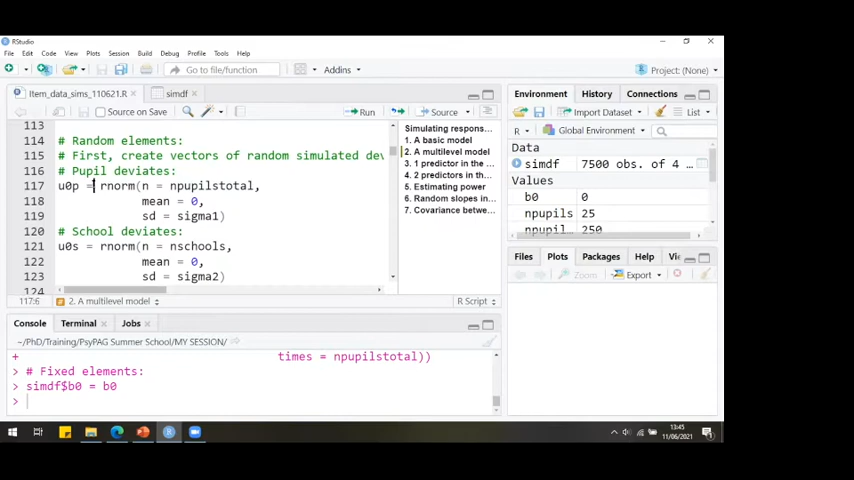 RStudio
File Edit Code View Plots Session Build Debug Profile Tools Help
Go to file/function
Addins
Project: (None)
Item_data_sims_110621.R
simdf
Source on Save
Run
Source
113
114 # Random elements:
115 # First, create vectors of random simulated dev
116 # Pupil deviates:
117 u0p = rnorm(n = npupilstotal,
118 mean = 0,
119 sd = sigma1)
120 # School deviates:
121 u0s = rnorm(n = nschools,
122 mean = 0,
123 sd = sigma2)
124
Simulating respons...
1. A basic model
2. A multilevel model
3. 1 predictor in the ...
4. 2 predictors in th...
5. Estimating power
6. Random slopes in...
7. Covariance betwe...
117:6
2. A multilevel model
R Script
Console Terminal Jobs
~/PhD/Training/PsyPAG Summer School/MY SESSION/
+ times = npupilstotal))
> # Fixed elements:
> simdf$b0 = b0
>
Environment History Connections
Import Dataset
List
R
Global Environment
Data
simdf 7500 obs. of 4
Values
b0 0
npupils 25
npupil… 250
Files Plots Packages Help Vi
Zoom
Export
13:45
11/06/2021